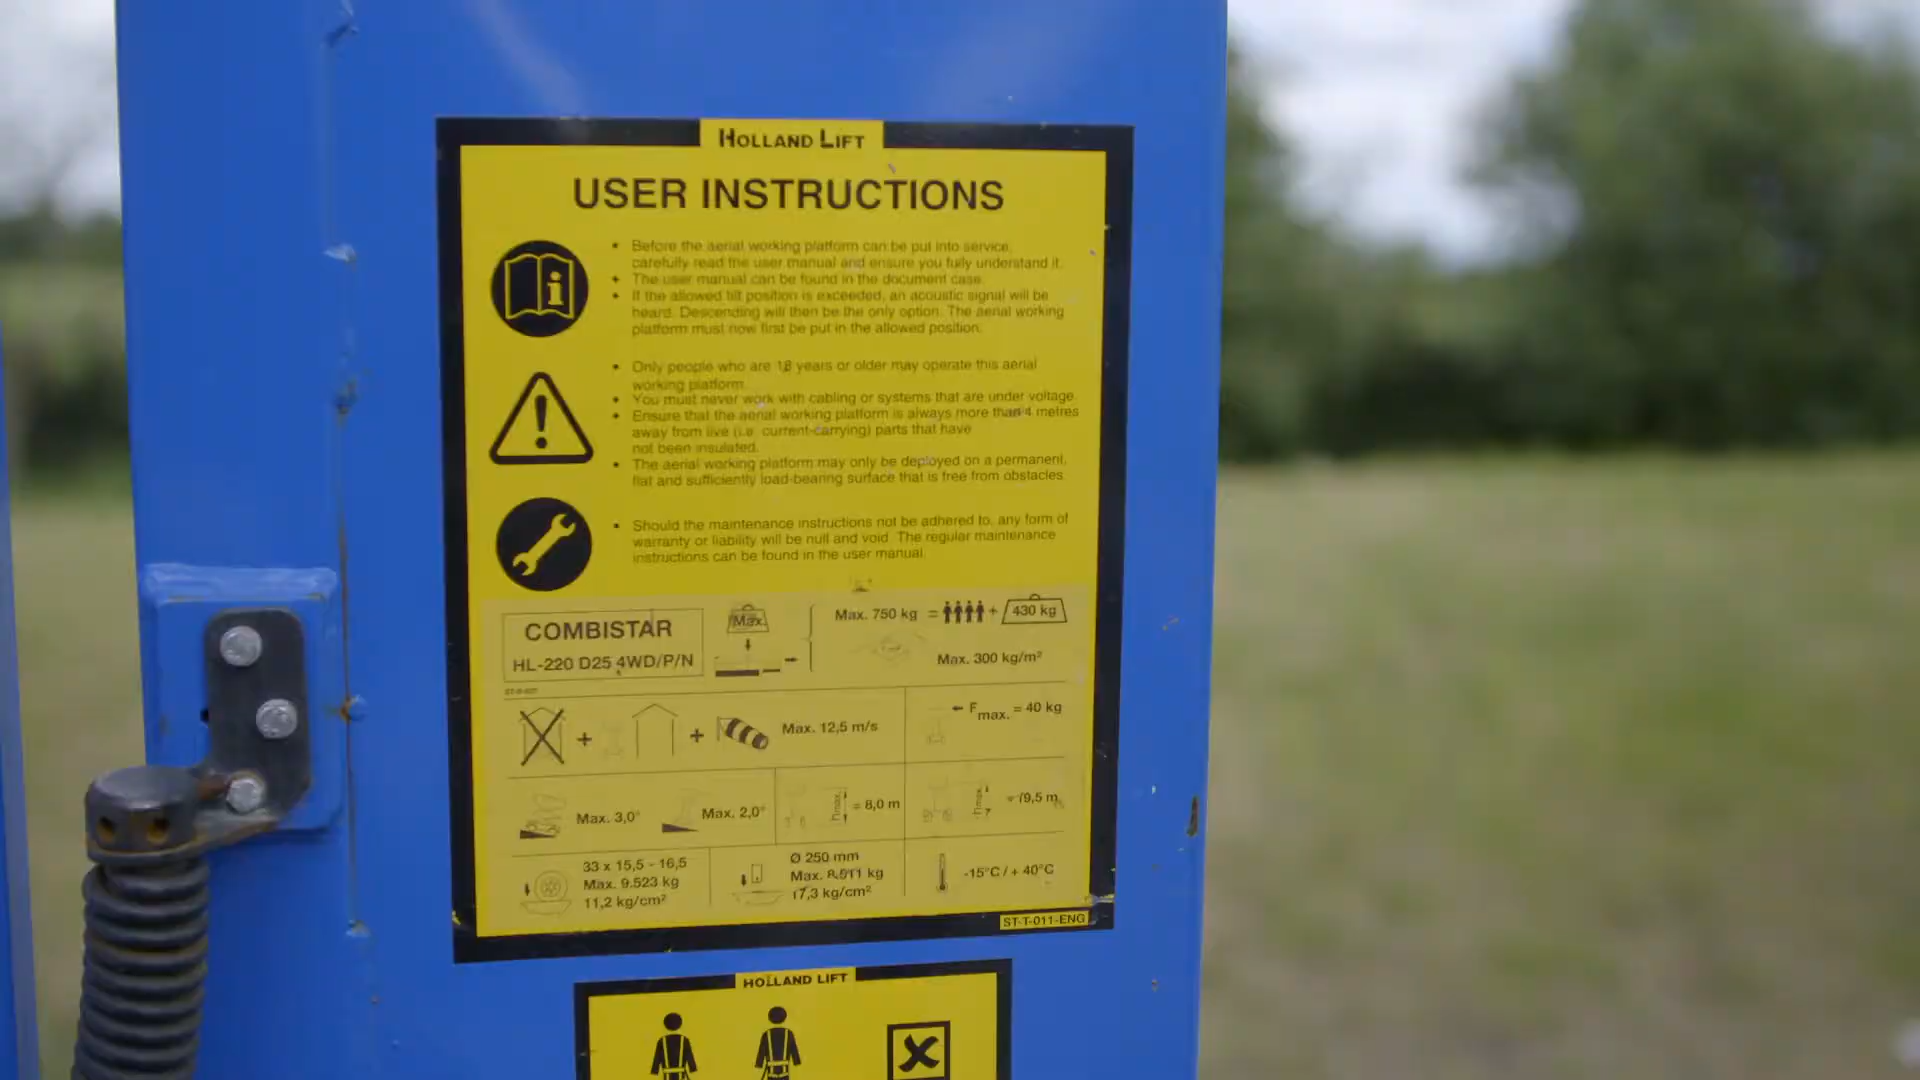 HOLLAND LIFT
USER INSTRUCTIONS
• Before the aerial working platform can be put into service,
carefully read the user manual and ensure you fully understand it.
• The user manual can be found in the document case.
• If the allowed tilt position is exceeded, an acoustic signal will be
heard. Descending will then be the only option. The aerial working
platform must now first be put in the allowed position.
• Only people who are 18 years or older may operate this aerial
working platform.
• You must never work with cabling or systems that are under voltage.
• Ensure that the aerial working platform is always more than 4 metres
away from live (i.e. current-carrying) parts that have
not been insulated.
• The aerial working platform may only be deployed on a permanent,
flat and sufficiently load-bearing surface that is free from obstacles.
• Should the maintenance instructions not be adhered to, any form of
warranty or liability will be null and void. The regular maintenance
instructions can be found in the user manual.
COMBISTAR
HL-220 D25 4WD/P/N
Max.
Max. 750 kg = + 430 kg
Max. 300 kg/m²
+ + Max. 12,5 m/s
F max. = 40 kg
Max. 3,0°
Max. 2,0°
hmax. = 8,0 m
hmax. = 9,5 m
33 x 15,5 - 16,5
Max. 9.523 kg
11,2 kg/cm²
Ø 250 mm
Max. kg
17,3 kg/cm²
-15°C / + 40°C
ST-T-011-ENG
HOLLAND LIFT